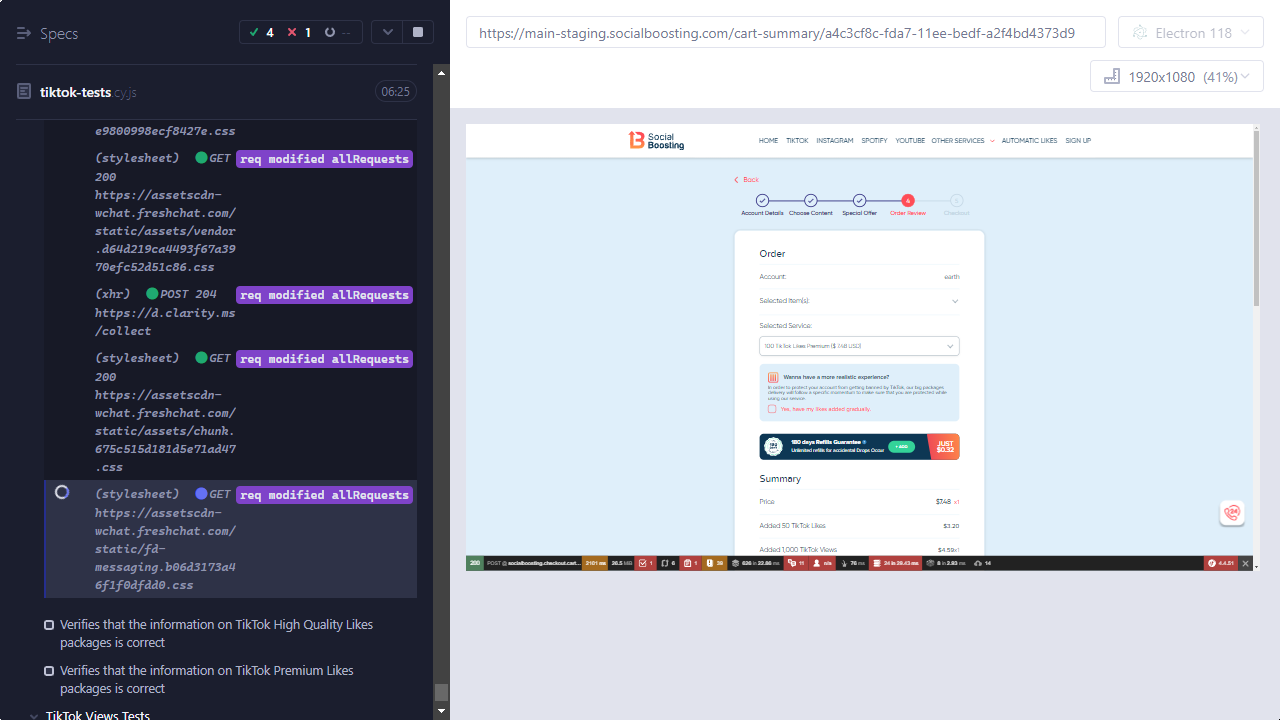 Specs
4
1
--
tiktok-tests.cy.js
06:25
e9800998ecf8427e.css
(stylesheet) GET 200 https://assetscdn-wchat.freshchat.com/static/assets/vendor.d64d219ca4493f67a3970efc52d51c86.css
req modified allRequests
(xhr) POST 204 https://d.clarity.ms/collect
req modified allRequests
(stylesheet) GET 200 https://assetscdn-wchat.freshchat.com/static/assets/chunk.675c515d181d5e71ad47.css
req modified allRequests
(stylesheet) GET https://assetscdn-wchat.freshchat.com/static/fd-messaging.b06d3173a46f1f0dfdd0.css
req modified allRequests
Verifies that the information on TikTok High Quality Likes
packages is correct
Verifies that the information on TikTok Premium Likes
packages is correct
TikTok Views Tests
https://main-staging.socialboosting.com/cart-summary/a4c3cf8c-fda7-11ee-bedf-a2f4bd4373d9
Electron 118
1920x1080 (41%)
Social Boosting
HOME TIKTOK INSTAGRAM SPOTIFY YOUTUBE OTHER SERVICES AUTOMATIC LIKES SIGN UP
Back
4 5
Account Details Choose Content Special Offer Order Review Checkout
Order
Account: earth
Selected Item(s):
Selected Service:
100 TikTok Likes Premium ($ 7.48 USD)
Wanna have a more realistic experience?
In order to protect your account from getting banned by TikTok, our big packages
delivery will follow a specific momentum to make sure that you are protected while
using our service.
Yes, have my likes added gradually.
180 days Refills Guarantee
Unlimited refills for accidental Drops Occur
+ ADD
JUST
$0.32
Summary
Price $7.48 x1
Added 50 TikTok Likes $3.20
Added 1,000 TikTok Views $4.59x1
24
200 POST @ socialboosting.checkout.cart... 2101 ms 26.5 MiB 1 6 1 39 636 in 22.86 ms 11 n/a 76 ms 24 in 29.43 ms 6 in 2.93 ms 14 4.4.51